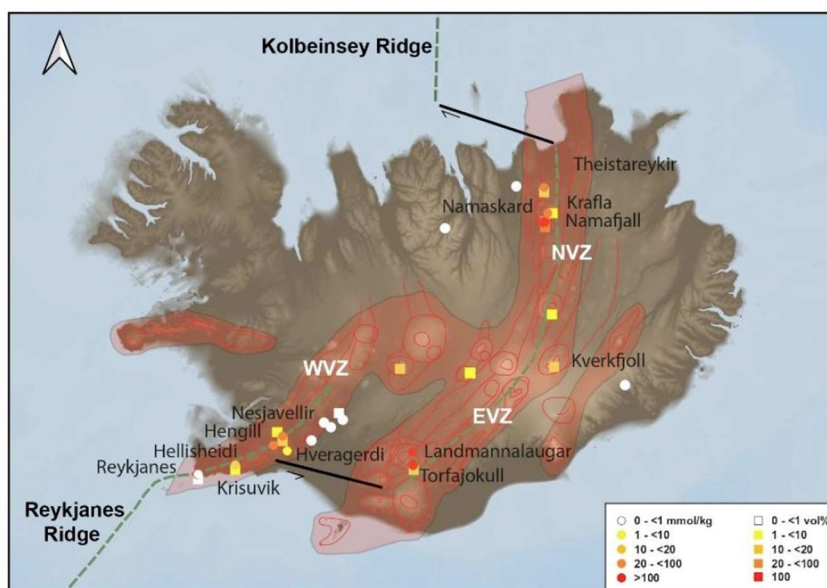 Kolbeinsey Ridge
Theistareykir
Krafla
Namaskard
Namafjall
NVZ
WVZ
Kverkfjoll
Nesjavellir
EVZ
Hengill
Hellisheidi
Hveragerdi
Landmannalaugar
Reykjanes
Torfajokull
Krisuvik
Reykjanes
Ridge
0 - <1 mmol/kg 0 - <1 vol%
1 - <10 1 - <10
10 - <20 10 - <20
20 - <100 20 - <100
>100 100